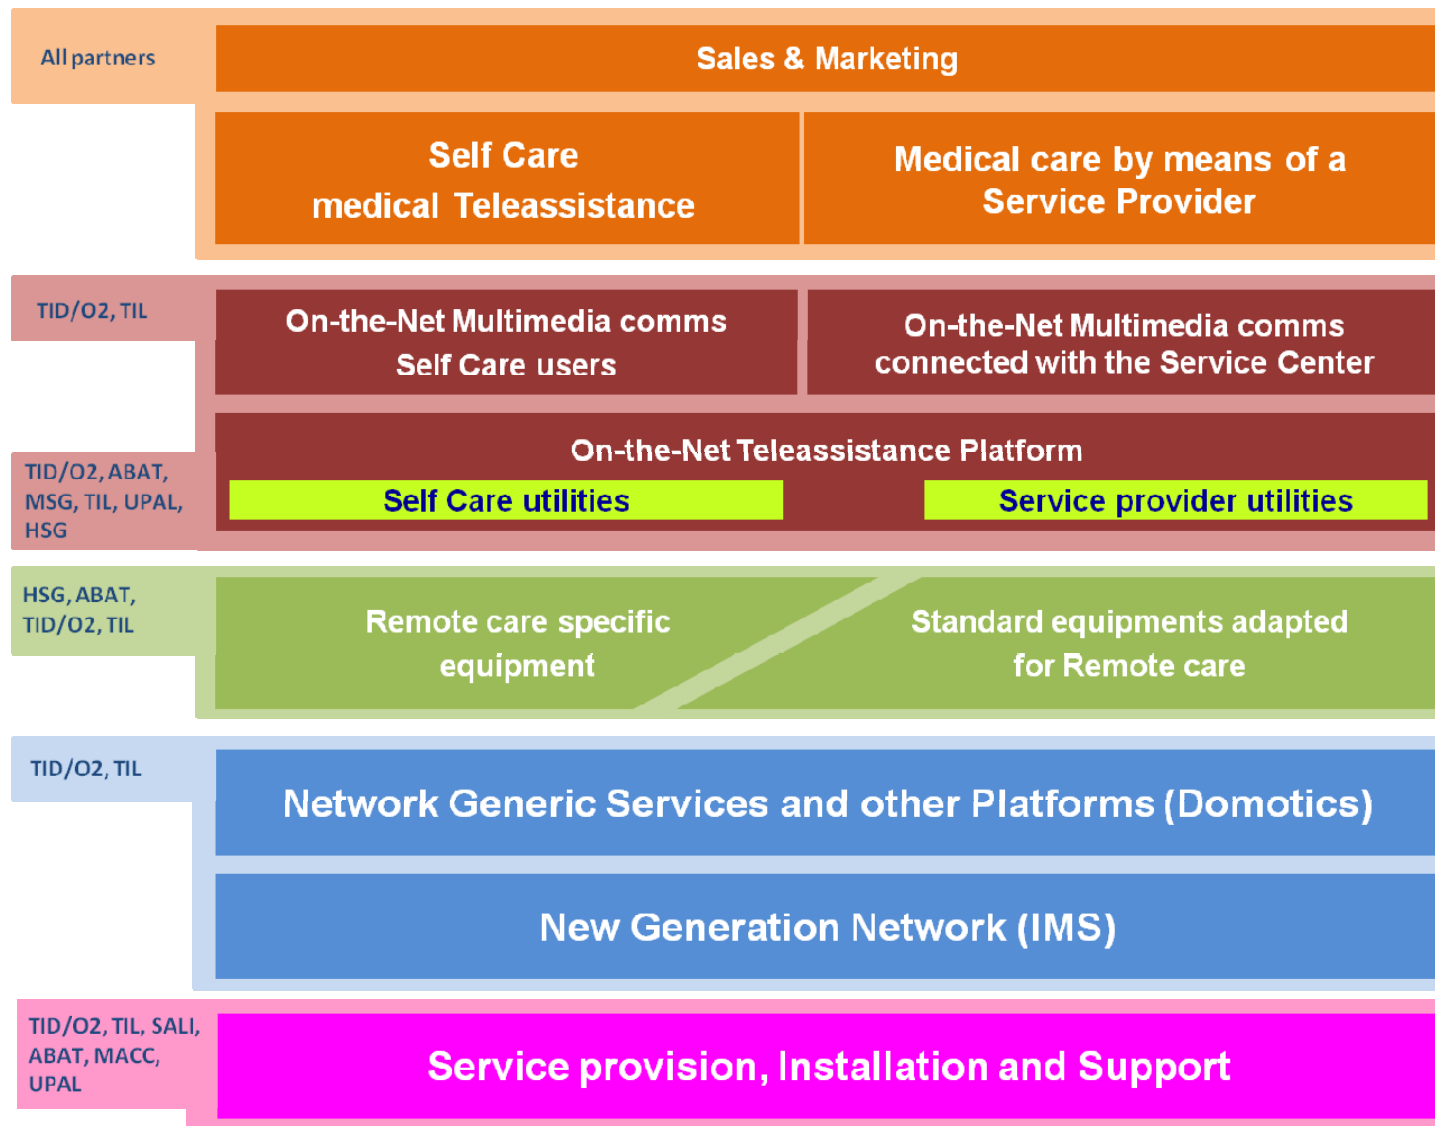 All partners
Sales & Marketing
Self Care
medical Teleassistance
Medical care by means of a
Service Provider
TID/O2, TIL
On-the-Net Multimedia comms
Self Care users
On-the-Net Multimedia comms
connected with the Service Center
On-the-Net Teleassistance Platform
TID/O2, ABAT,
MSG, TIL, UPAL,
HSG
Self Care utilities
Service provider utilities
HSG, ABAT,
TID/O2, TIL
Remote care specific
equipment
Standard equipments adapted
for Remote care
TID/O2, TIL
Network Generic Services and other Platforms (Domotics)
New Generation Network (IMS)
TID/O2, TIL, SALI,
ABAT, MACC,
UPAL
Service provision, Installation and Support